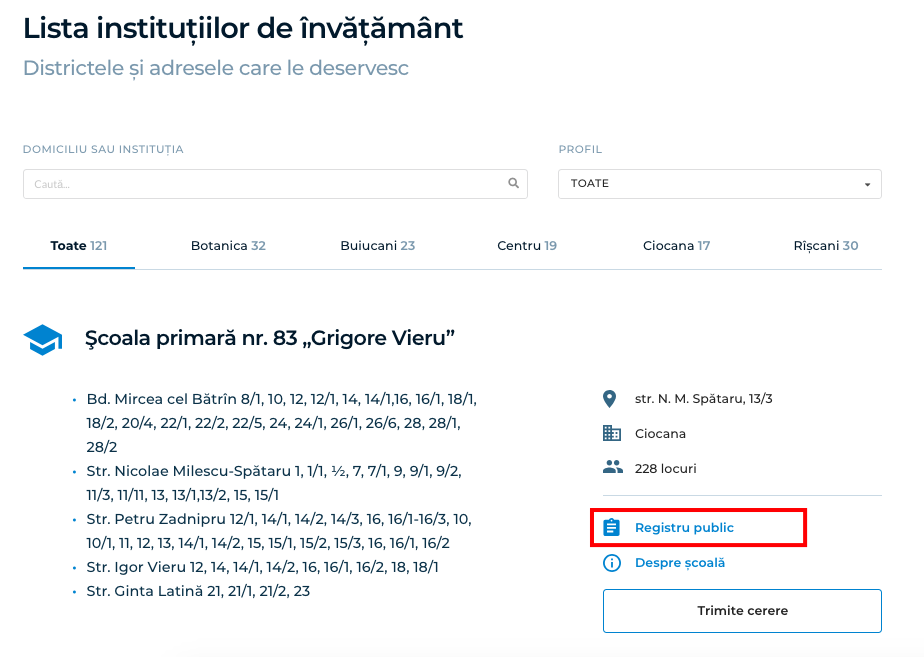 Lista instituțiilor de învățământ
Districtele și adresele care le deservesc
DOMICILIU SAU INSTITUȚIA
PROFIL
Caută...
TOATE
Toate 121
Botanica 32
Buiucani 23
Centru 19
Ciocana 17
Rîșcani 30
Şcoala primară nr. 83 „Grigore Vieru”
• Bd. Mircea cel Bătrîn 8/1, 10, 12, 12/1, 14, 14/1,16, 16/1, 18/1,
18/2, 20/4, 22/1, 22/2, 22/5, 24, 24/1, 26/1, 26/6, 28, 28/1,
28/2
• Str. Nicolae Milescu-Spătaru 1, 1/1, ½, 7, 7/1, 9, 9/1, 9/2,
11/3, 11/11, 13, 13/1,13/2, 15, 15/1
• Str. Petru Zadnipru 12/1, 14/1, 14/2, 14/3, 16, 16/1-16/3, 10,
10/1, 11, 12, 13, 14/1, 14/2, 15, 15/1, 15/2, 15/3, 16, 16/1, 16/2
• Str. Igor Vieru 12, 14, 14/1, 14/2, 16, 16/1, 16/2, 18, 18/1
• Str. Ginta Latină 21, 21/1, 21/2, 23
str. N. M. Spătaru, 13/3
Ciocana
228 locuri
Registru public
Despre școală
Trimite cerere